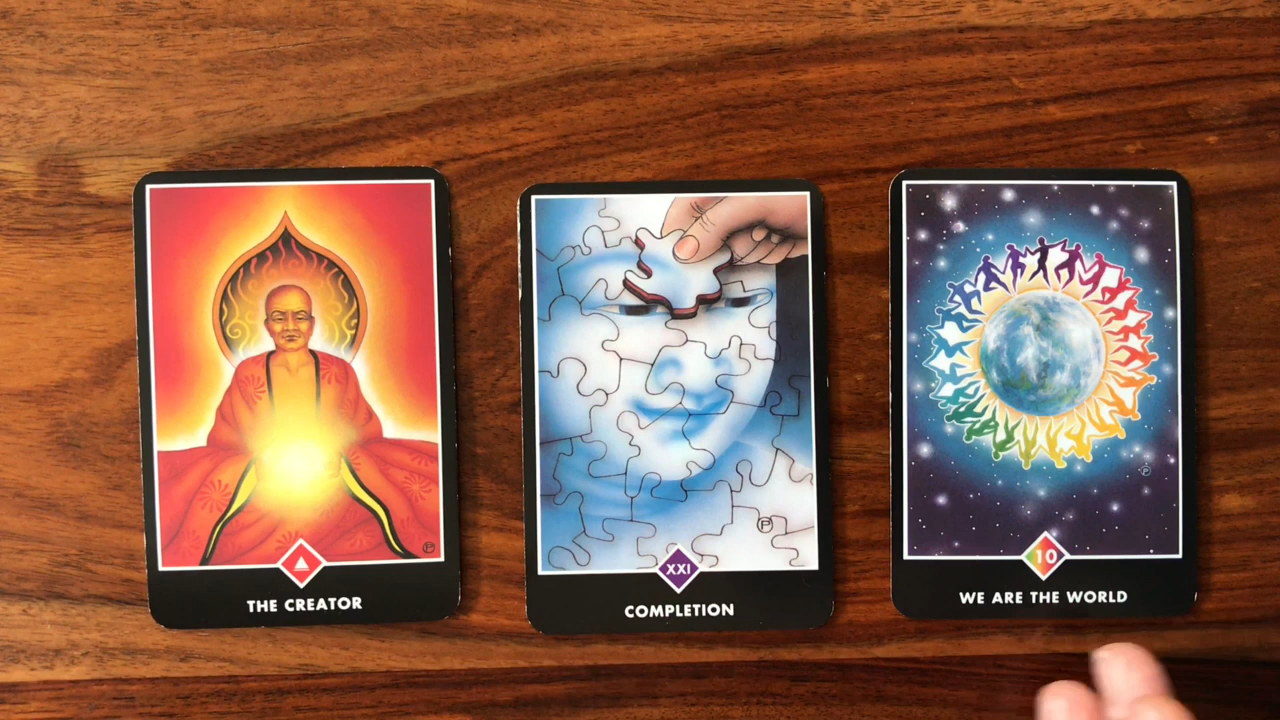 THE CREATOR
XXI
COMPLETION
10
WE ARE THE WORLD